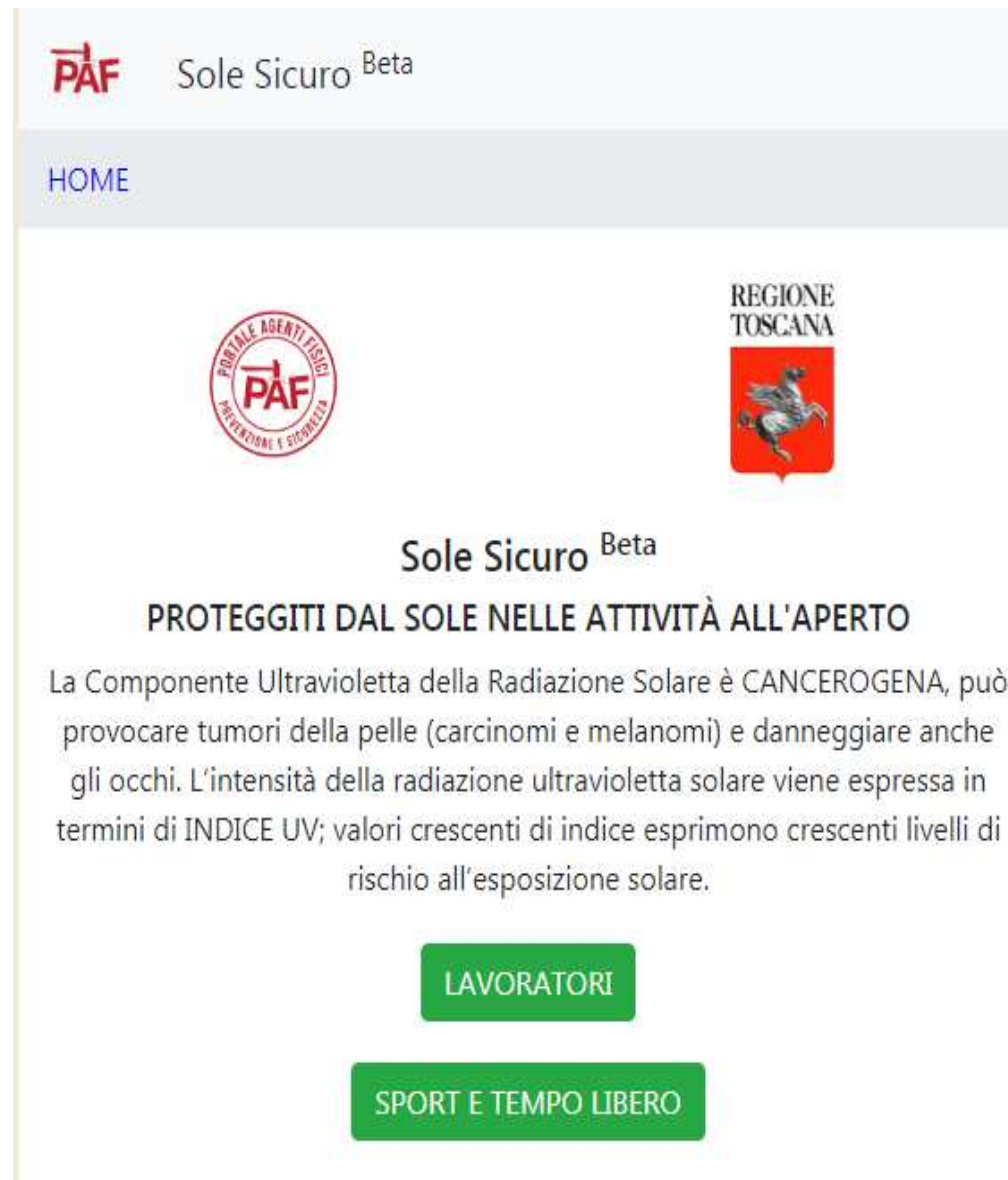 PAF Sole Sicuro Beta
HOME
PORTALE AGENTI FISICI
PAF
PREVENZIONE E SICUREZZA
REGIONE
TOSCANA
Sole Sicuro Beta
PROTEGGITI DAL SOLE NELLE ATTIVITÀ ALL'APERTO
La Componente Ultravioletta della Radiazione Solare è CANCEROGENA, può
provocare tumori della pelle (carcinomi e melanomi) e danneggiare anche
gli occhi. L'intensità della radiazione ultravioletta solare viene espressa in
termini di INDICE UV; valori crescenti di indice esprimono crescenti livelli di
rischio all'esposizione solare.
LAVORATORI
SPORT E TEMPO LIBERO